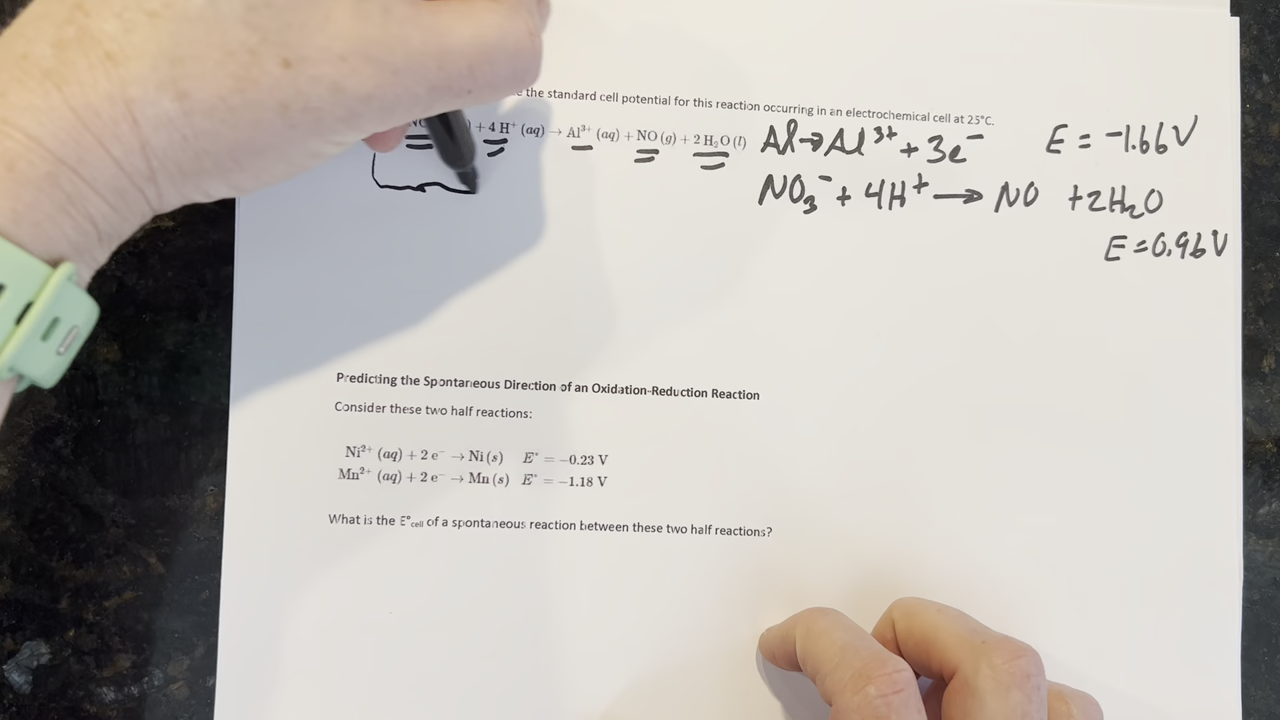 the standard cell potential for this reaction occurring in an electrochemical cell at 25°C.
+ 4 H⁺ (aq) → Al³⁺ (aq) + NO (g) + 2 H₂O (l)
Al → Al³⁺ + 3e⁻ E = -1.66V
NO₃⁻ + 4H⁺ → NO + 2H₂O
E = 0.96V
Predicting the Spontaneous Direction of an Oxidation-Reduction Reaction
Consider these two half reactions:
Ni²⁺ (aq) + 2 e⁻ → Ni (s) E° = −0.23 V
Mn²⁺ (aq) + 2 e⁻ → Mn (s) E° = −1.18 V
What is the E°cell of a spontaneous reaction between these two half reactions?